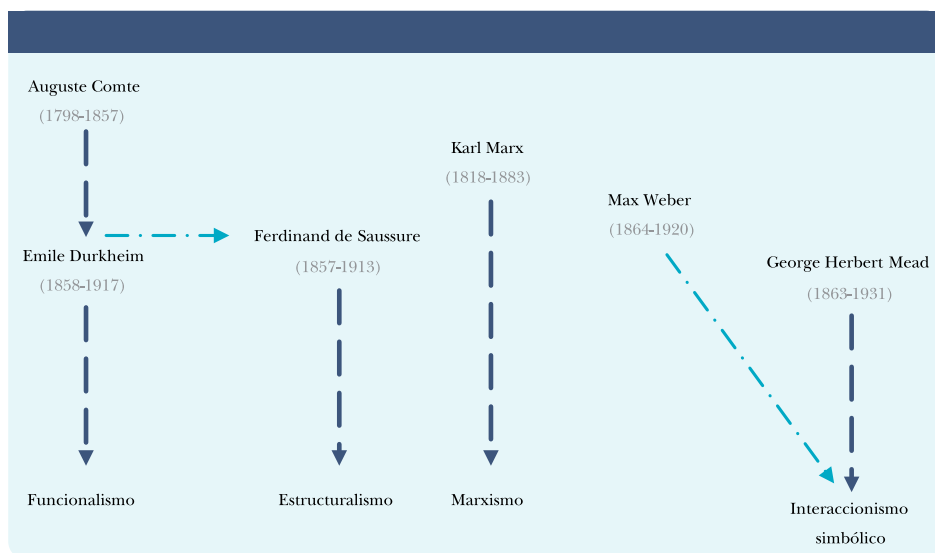 Auguste Comte
(1798-1857)
Karl Marx
(1818-1883)
Max Weber
(1864-1920)
Emile Durkheim
(1858-1917)
Ferdinand de Saussure
(1857-1913)
George Herbert Mead
(1863-1931)
Funcionalismo
Estructuralismo
Marxismo
Interaccionismo
simbólico